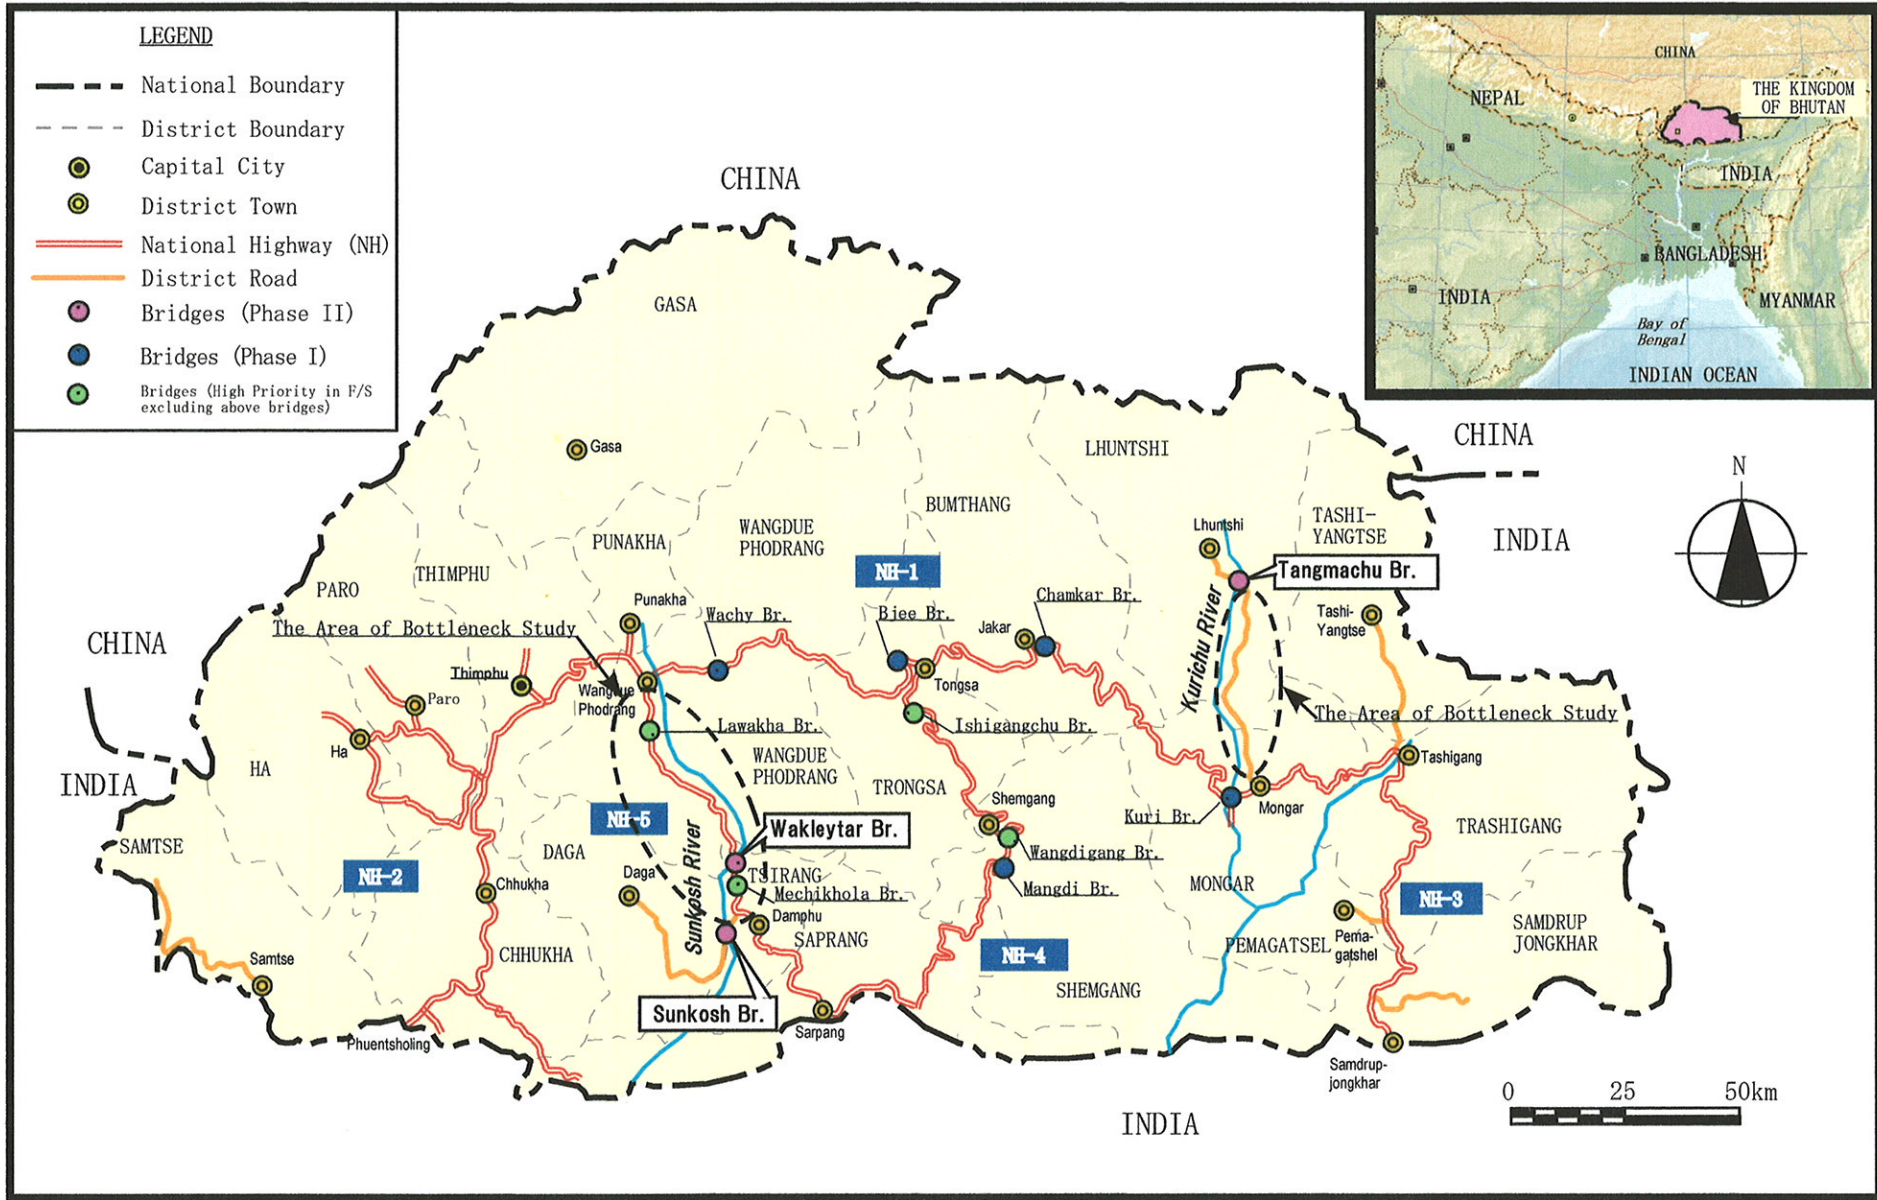 LEGEND
National Boundary
District Boundary
Capital City
District Town
National Highway (NH)
District Road
Bridges (Phase II)
Bridges (Phase I)
Bridges (High Priority in F/S
excluding above bridges)
CHINA
NEPAL
THE KINGDOM
OF BHUTAN
INDIA
BANGLADESH
INDIA
MYANMAR
Bay of
Bengal
INDIAN OCEAN
CHINA
GASA
Gasa
LHUNTSHI
CHINA
N
INDIA
BUMTHANG
WANGDUE
PHODRANG
PUNAKHA
TASHI-
YANGTSE
Lhuntshi
NH-1
Tangmachu Br.
THIMPHU
PARO
Punakha
Wachy Br.
Bjee Br.
Chamkar Br.
Jakar
Tashi-
Yangtse
Kurichu River
The Area of Bottleneck Study
CHINA
Thimphu
Wangdue
Phodrang
Tongsa
Paro
Ha
Lawakha Br.
Ishigangchu Br.
The Area of Bottleneck Study
HA
WANGDUE
PHODRANG
TRONGSA
Tashigang
INDIA
Shemgang
Mongar
Kuri Br.
NH-5
Wakleytar Br.
TRASHIGANG
SAMTSE
DAGA
Sunkosh River
Wangdigang Br.
NH-2
Daga
TSIRANG
Mangdi Br.
MONGAR
Chhukha
Mechikhola Br.
NH-3
Damphu
SAPRANG
SAMDRUP
JONGKHAR
Pema-
gatshel
PEMAGATSEL
CHHUKHA
NH-4
Samtse
SHEMGANG
Sunkosh Br.
Sarpang
Phuentsholing
Samdrup-
jongkhar
0 25 50km
INDIA